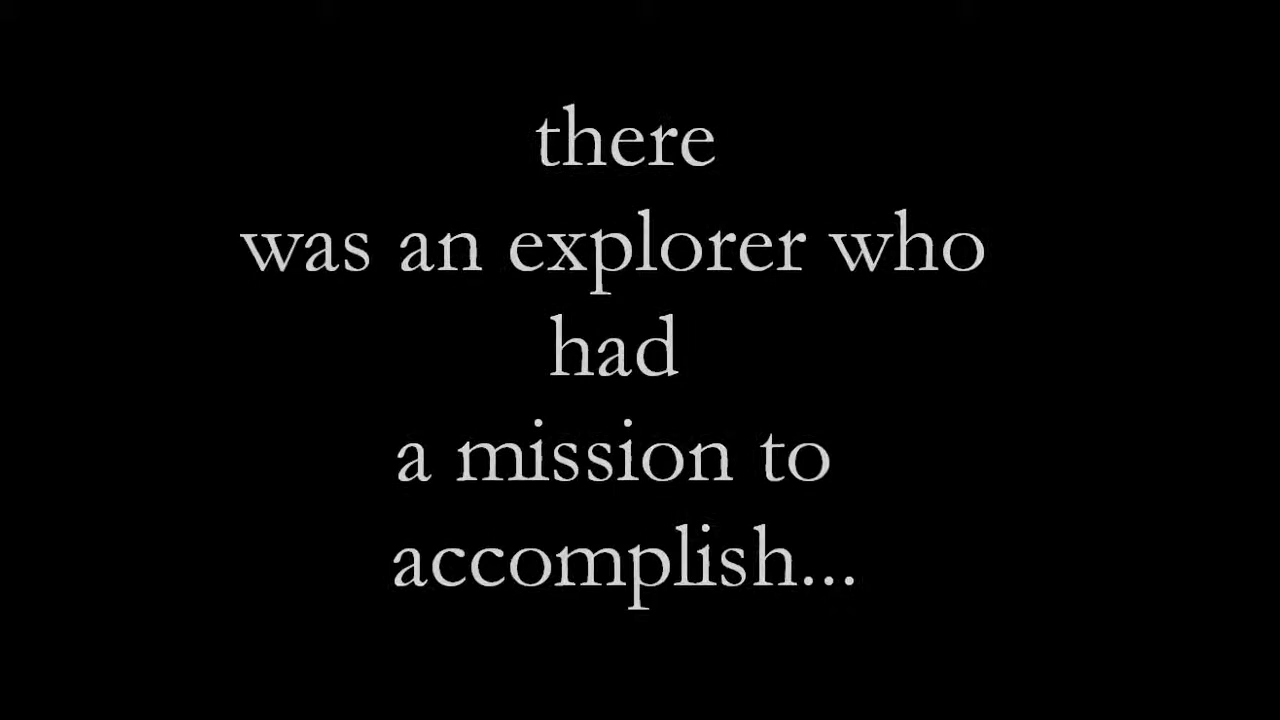 there
was an explorer who
had
a mission to
accomplish...